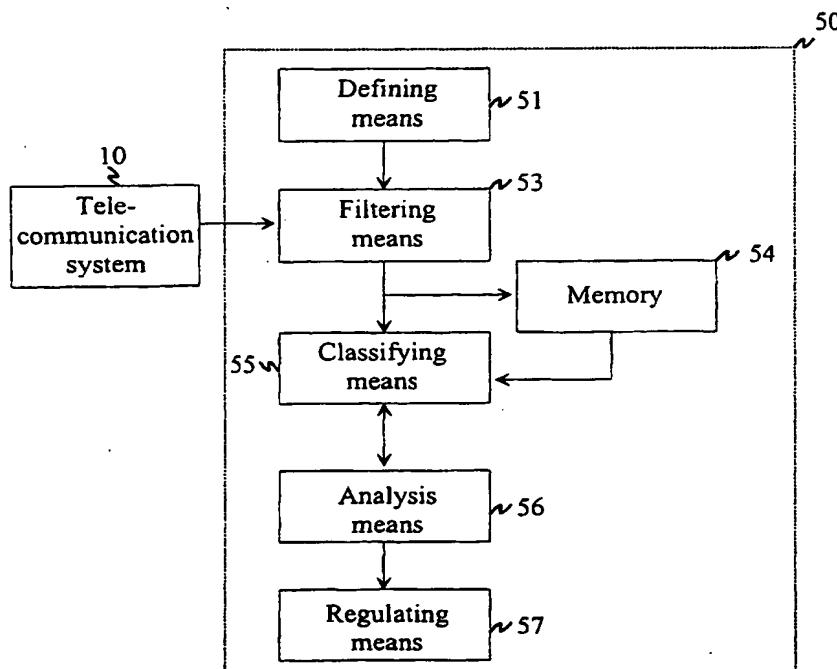 50
Defining
means
51
10
Tele-
communication
system
53
Filtering
means
54
Memory
55
Classifying
means
Analysis
means
56
Regulating
means
57